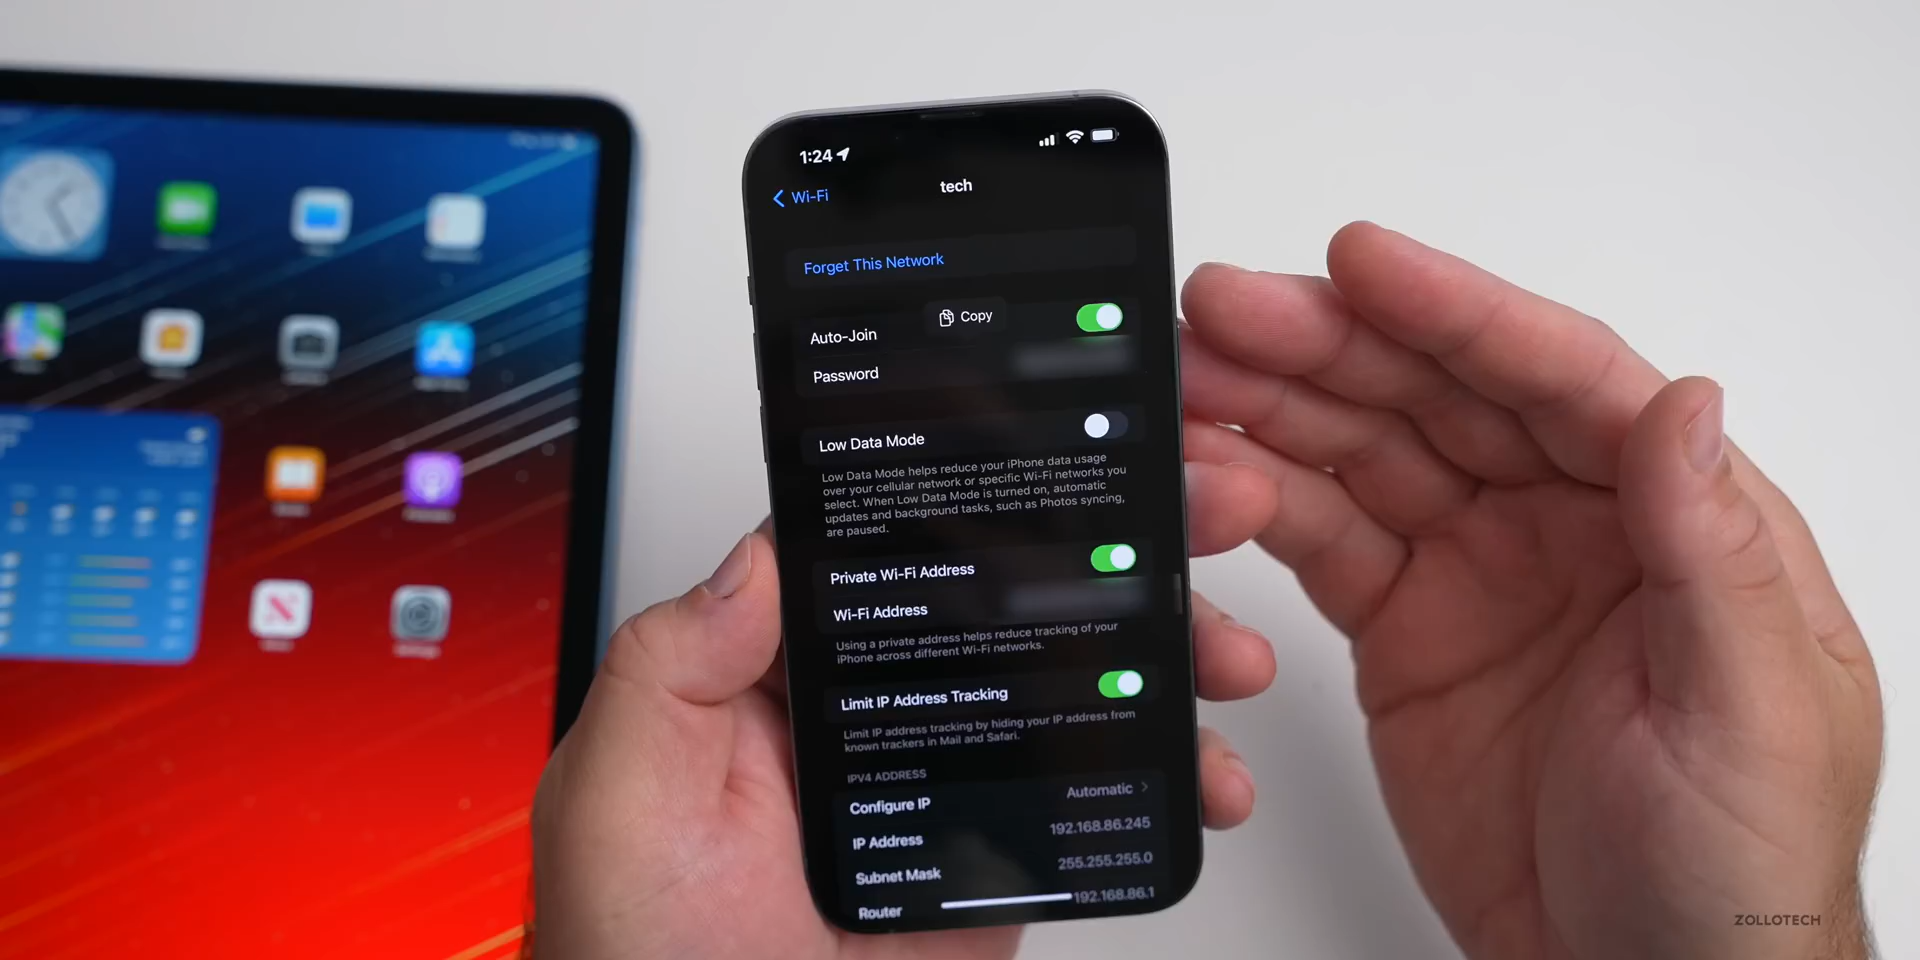 1:24
Wi-Fi
tech
Forget This Network
Auto-Join
Copy
Password
Low Data Mode
Low Data Mode helps reduce your iPhone data usage
over your cellular network or specific Wi-Fi networks you
select. When Low Data Mode is turned on, automatic
updates and background tasks, such as Photos syncing,
are paused.
Private Wi-Fi Address
Wi-Fi Address
Using a private address helps reduce tracking of your
iPhone across different Wi-Fi networks.
Limit IP Address Tracking
Limit IP address tracking by hiding your IP address from
known trackers in Mail and Safari.
IPV4 ADDRESS
Configure IP Automatic
IP Address 192.168.86.245
Subnet Mask 255.255.255.0
Router 192.168.86.1
ZOLLOTECH